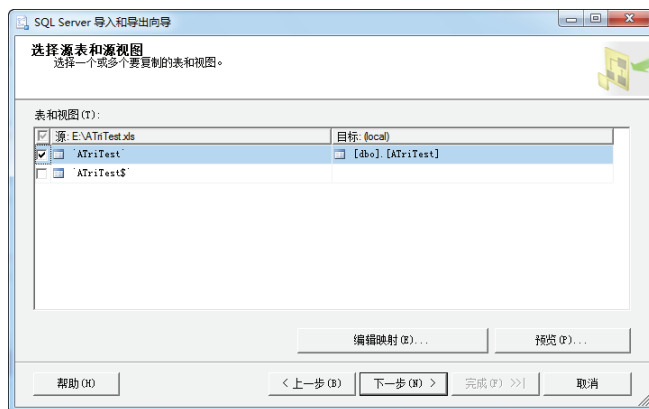 SQL Server 导入和导出向导
选择源表和源视图
选择一个或多个要复制的表和视图。
表和视图(T):
源: E:\ATriTest.xls 目标: (local)
`ATriTest` [dbo].[ATriTest]
`ATriTest$`
编辑映射(E)... 预览(P)...
帮助(H) < 上一步(B) 下一步(N) > 完成(F) >>| 取消